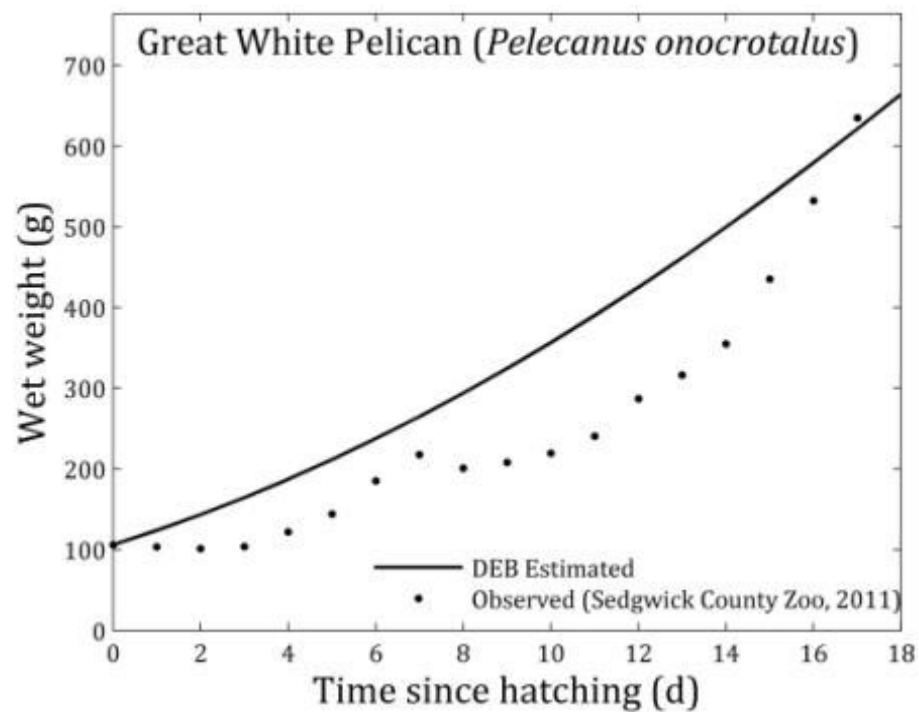 Great White Pelican (Pelecanus onocrotalus)
Wet weight (g)
700
600
500
400
300
200
100
0
DEB Estimated
Observed (Sedgwick County Zoo, 2011)
0 2 4 6 8 10 12 14 16 18
Time since hatching (d)